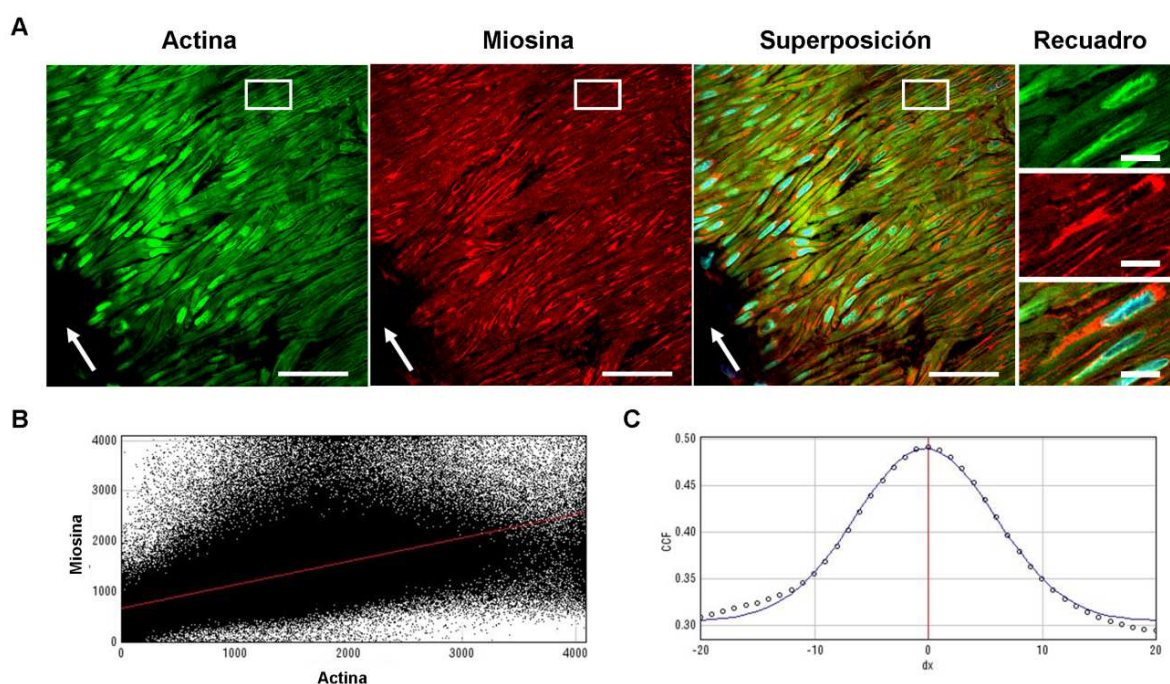 A
Actina Miosina Superposición Recuadro
B
4000
3000
2000
1000
0
Miosina
0 1000 2000 3000 4000
Actina
C
0.50
0.45
0.40
0.35
0.30
CCF
-20 -10 0 10 20
dx